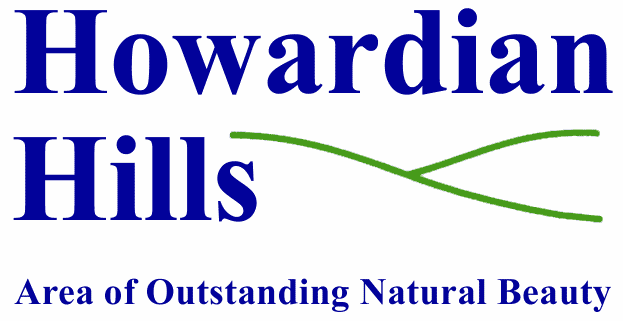 Howardian
Hills
Area of Outstanding Natural Beauty